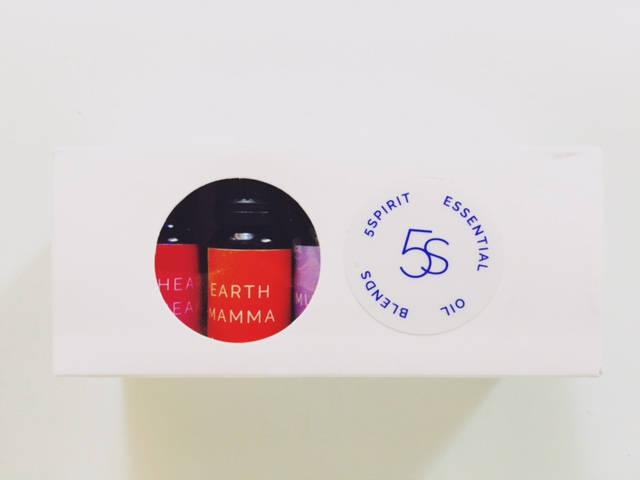 EARTH
MAMMA
5SPIRIT ESSENTIAL OIL BLENDS
5S